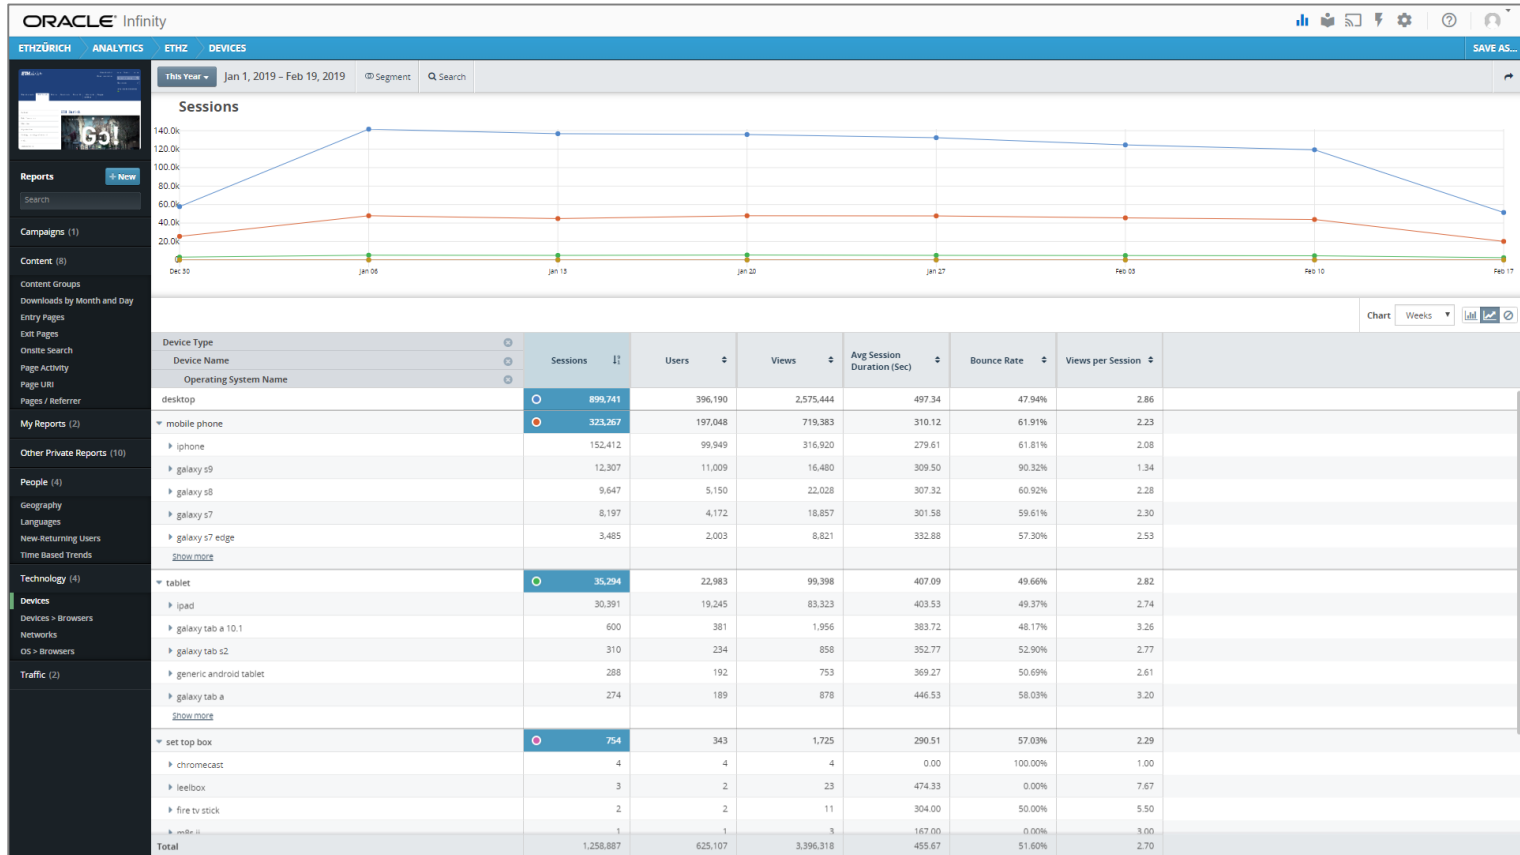 ORACLE Infinity
ETHZÜRICH ANALYTICS ETHZ DEVICES SAVE AS...
This Year Jan 1, 2019 – Feb 19, 2019 Segment Search
Go!
Reports + New
Search
Campaigns (1)
Content (8)
Content Groups
Downloads by Month and Day
Entry Pages
Exit Pages
Onsite Search
Page Activity
Page URI
Pages / Referrer
My Reports (2)
Other Private Reports (10)
People (4)
Geography
Languages
New-Returning Users
Time Based Trends
Technology (4)
Devices
Devices > Browsers
Networks
OS > Browsers
Traffic (2)
Sessions
140.0k
120.0k
100.0k
80.0k
60.0k
40.0k
20.0k
0
Dec 30 Jan 06 Jan 13 Jan 20 Jan 27 Feb 03 Feb 10 Feb 17
Chart Weeks
Device Type
Device Name
Operating System Name
Sessions Users Views Avg Session Duration (Sec) Bounce Rate Views per Session
desktop 899,741 396,190 2,575,444 497.34 47.94% 2.86
mobile phone 323,267 197,048 719,383 310.12 61.91% 2.23
iphone 152,412 99,949 316,920 279.61 61.81% 2.08
galaxy s9 12,307 11,009 16,480 309.50 90.32% 1.34
galaxy s8 9,647 5,150 22,028 307.32 60.92% 2.28
galaxy s7 8,197 4,172 18,857 301.58 59.61% 2.30
galaxy s7 edge 3,485 2,003 8,821 332.88 57.30% 2.53
Show more
tablet 35,294 22,983 99,398 407.09 49.66% 2.82
ipad 30,391 19,245 83,323 403.53 49.37% 2.74
galaxy tab a 10.1 600 381 1,956 383.72 48.17% 3.26
galaxy tab s2 310 234 858 352.77 52.90% 2.77
generic android tablet 288 192 753 369.27 50.69% 2.61
galaxy tab a 274 189 878 446.53 58.03% 3.20
Show more
set top box 754 343 1,725 290.51 57.03% 2.29
chromecast 4 4 4 0.00 100.00% 1.00
leelbox 3 2 23 474.33 0.00% 7.67
fire tv stick 2 2 11 304.00 50.00% 5.50
1 1 3 167.00 0.00% 3.00
Total 1,258,887 625,107 3,396,318 455.67 51.60% 2.70